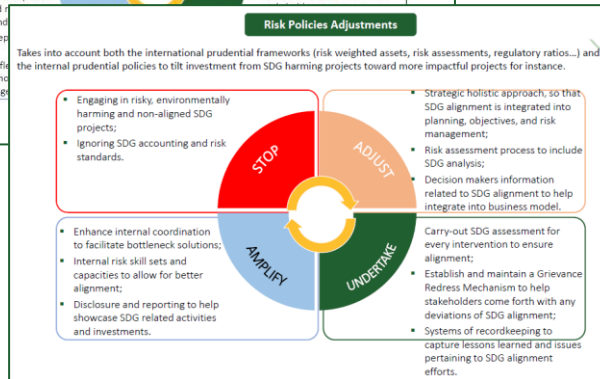 Risk Policies Adjustments
Takes into account both the international prudential frameworks (risk weighted assets, risk assessments, regulatory ratios…) and
the internal prudential policies to tilt investment from SDG harming projects toward more impactful projects for instance.
▪ Engaging in risky, environmentally
harming and non-aligned SDG
projects;
▪ Ignoring SDG accounting and risk
standards.
STOP
ADJUST
▪ Strategic holistic approach, so that
SDG alignment is integrated into
planning, objectives, and risk
management;
▪ Risk assessment process to include
SDG analysis;
▪ Decision makers information
related to SDG alignment to help
integrate into business model.
▪ Enhance internal coordination
to facilitate bottleneck solutions;
▪ Internal risk skill sets and
capacities to allow for better
alignment;
▪ Disclosure and reporting to help
showcase SDG related activities
and investments.
AMPLIFY
UNDERTAKE
Carry-out SDG assessment for
every intervention to ensure
alignment;
▪ Establish and maintain a Grievance
Redress Mechanism to help
stakeholders come forth with any
deviations of SDG alignment;
▪ Systems of recordkeeping to
capture lessons learned and issues
pertaining to SDG alignment
efforts.